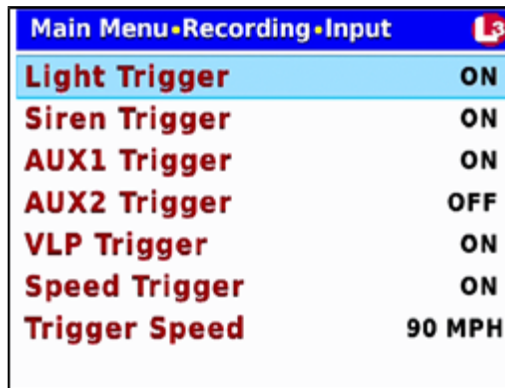 Main Menu•Recording•Input L3
Light Trigger ON
Siren Trigger ON
AUX1 Trigger ON
AUX2 Trigger OFF
VLP Trigger ON
Speed Trigger ON
Trigger Speed 90 MPH